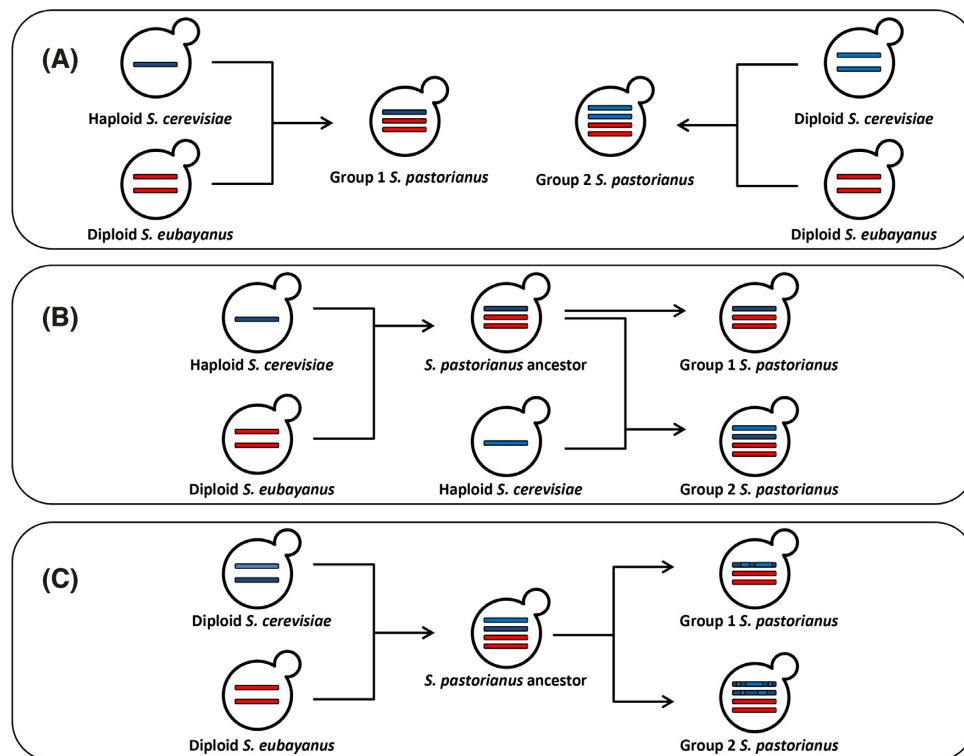 (A)
Haploid S. cerevisiae
Diploid S. eubayanus
Group 1 S. pastorianus
Group 2 S. pastorianus
Diploid S. cerevisiae
Diploid S. eubayanus
(B)
Haploid S. cerevisiae
Diploid S. eubayanus
S. pastorianus ancestor
Haploid S. cerevisiae
Group 1 S. pastorianus
Group 2 S. pastorianus
(C)
Diploid S. cerevisiae
Diploid S. eubayanus
S. pastorianus ancestor
Group 1 S. pastorianus
Group 2 S. pastorianus